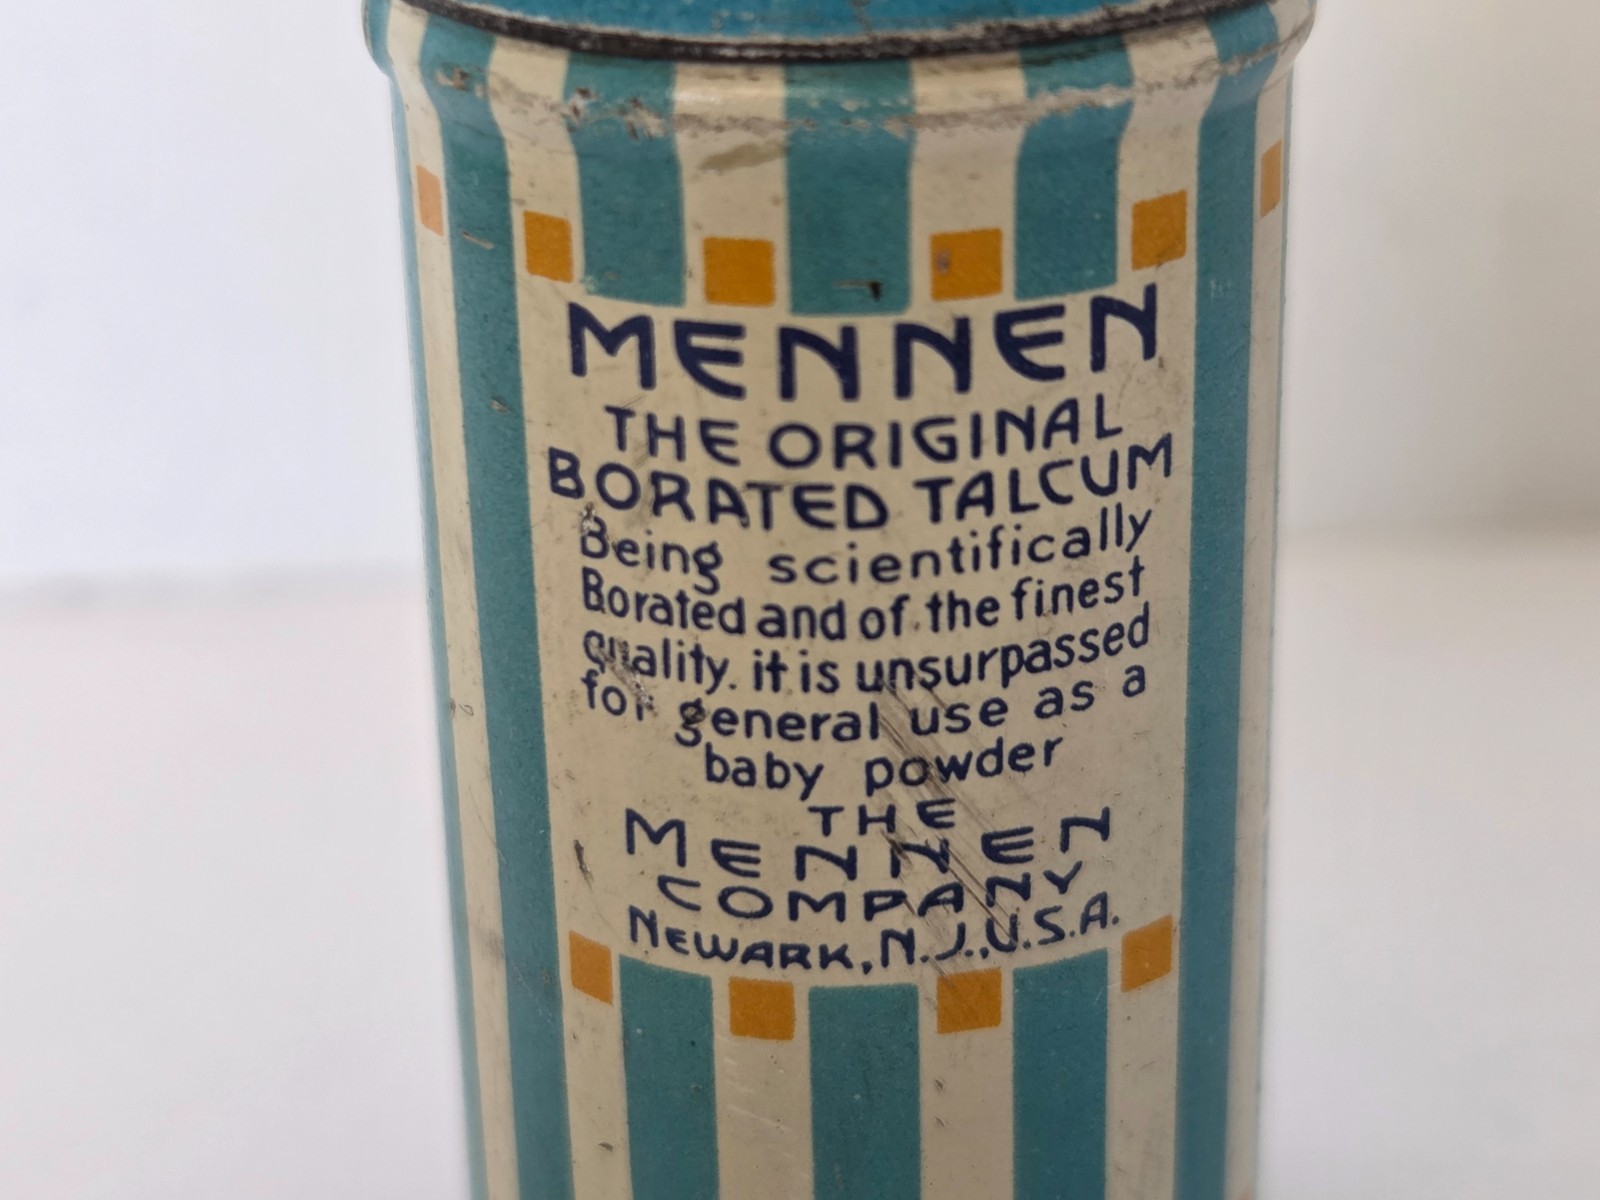 MENNEN
THE ORIGINAL
BORATED TALCUM
Being scientifically
Borated and of the finest
quality. it is unsurpassed
for general use as a
baby powder
THE
MENNEN
COMPANY
NEWARK, N.J., U.S.A.